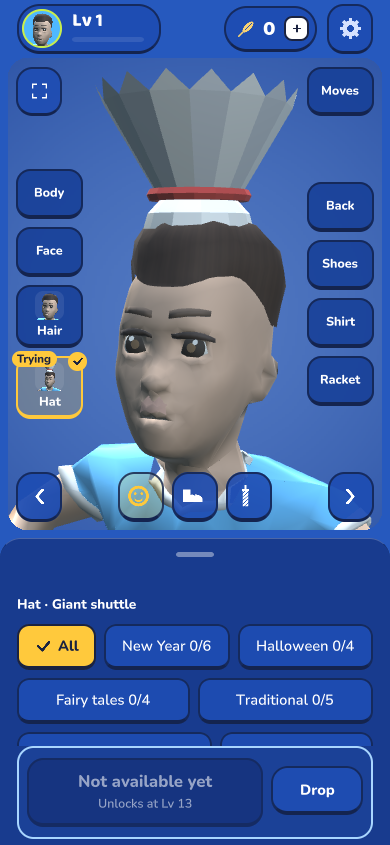 Lv 1
0
+
Moves
Body
Back
Face
Shoes
Hair
Shirt
Trying
Hat
Racket
Hat · Giant shuttle
All
New Year 0/6
Halloween 0/4
Fairy tales 0/4
Traditional 0/5
Not available yet
Unlocks at Lv 13
Drop